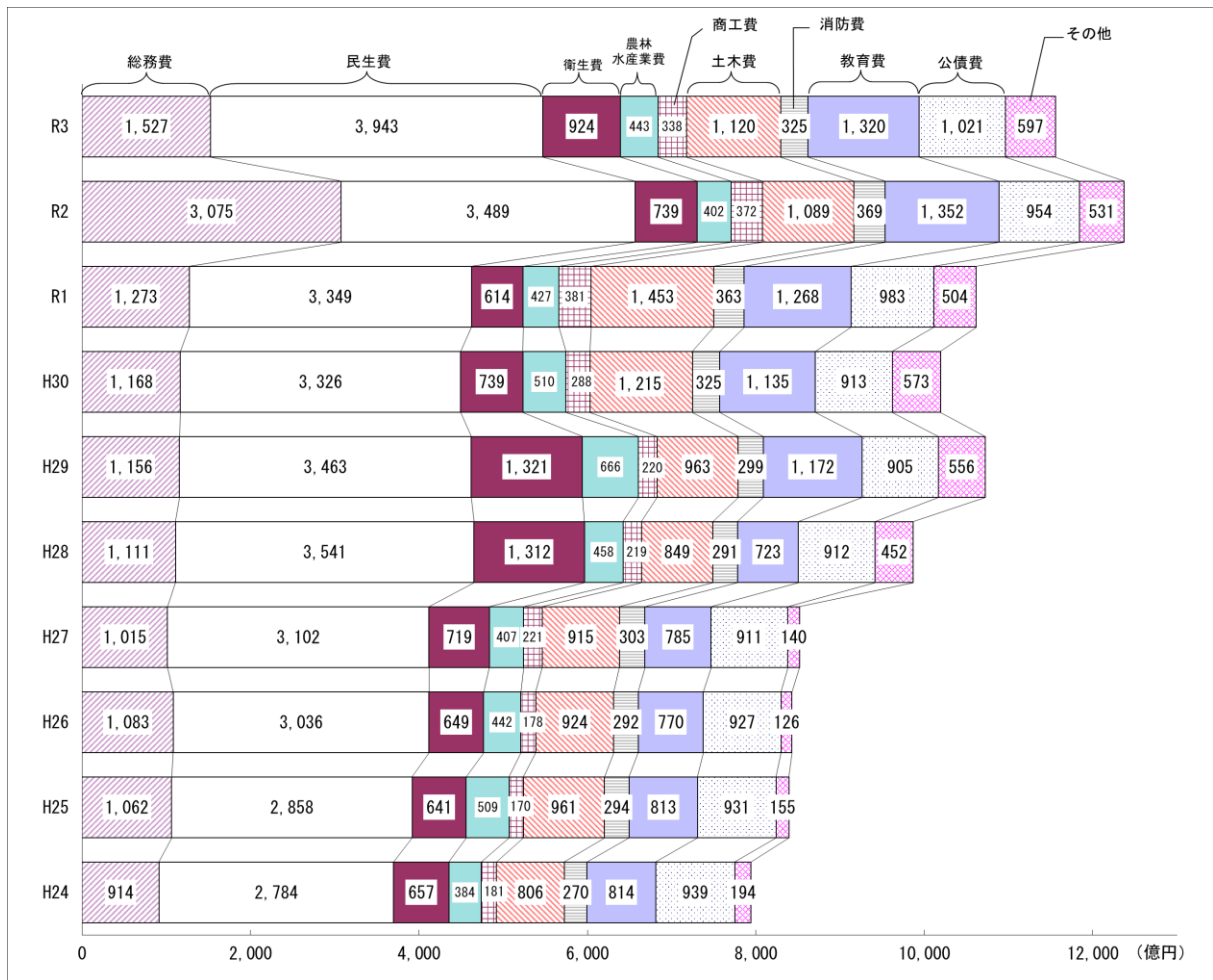 総務費 民生費 衛生費 農林水産業費 商工費 土木費 消防費 教育費 公債費 その他
R3 1,527 3,943 924 443 338 1,120 325 1,320 1,021 597
R2 3,075 3,489 739 402 372 1,089 369 1,352 954 531
R1 1,273 3,349 614 427 381 1,453 363 1,268 983 504
H30 1,168 3,326 739 510 288 1,215 325 1,135 913 573
H29 1,156 3,463 1,321 666 220 963 299 1,172 905 556
H28 1,111 3,541 1,312 458 219 849 291 723 912 452
H27 1,015 3,102 719 407 221 915 303 785 911 140
H26 1,083 3,036 649 442 178 924 292 770 927 126
H25 1,062 2,858 641 509 170 961 294 813 931 155
H24 914 2,784 657 384 181 806 270 814 939 194
0 2,000 4,000 6,000 8,000 10,000 12,000 (億円)